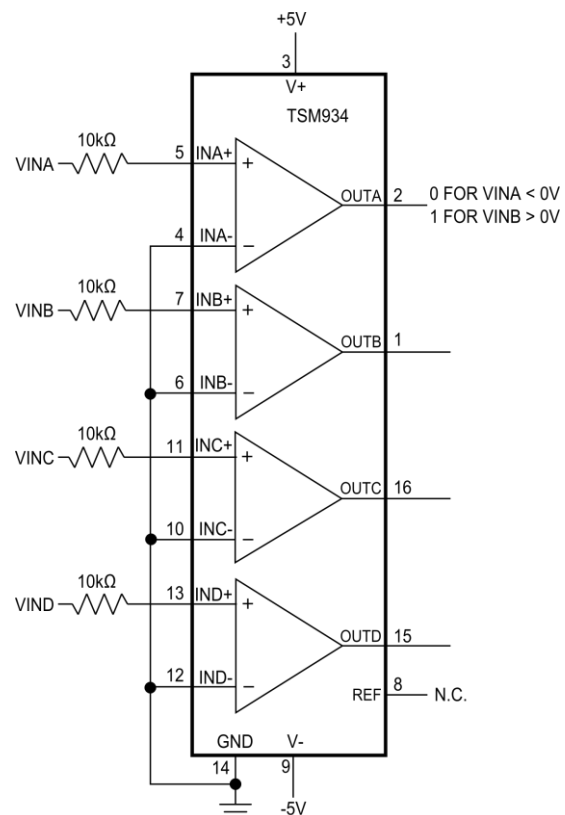 +5V
3
V+
TSM934
10kΩ
VINA
5
INA+
+
OUTA
2
0 FOR VINA < 0V
1 FOR VINB > 0V
4
INA-
−
10kΩ
VINB
7
INB+
+
OUTB
1
6
INB-
−
10kΩ
VINC
11
INC+
+
OUTC
16
10
INC-
−
10kΩ
VIND
13
IND+
+
OUTD
15
12
IND-
−
REF
8
N.C.
GND
V-
14
9
-5V